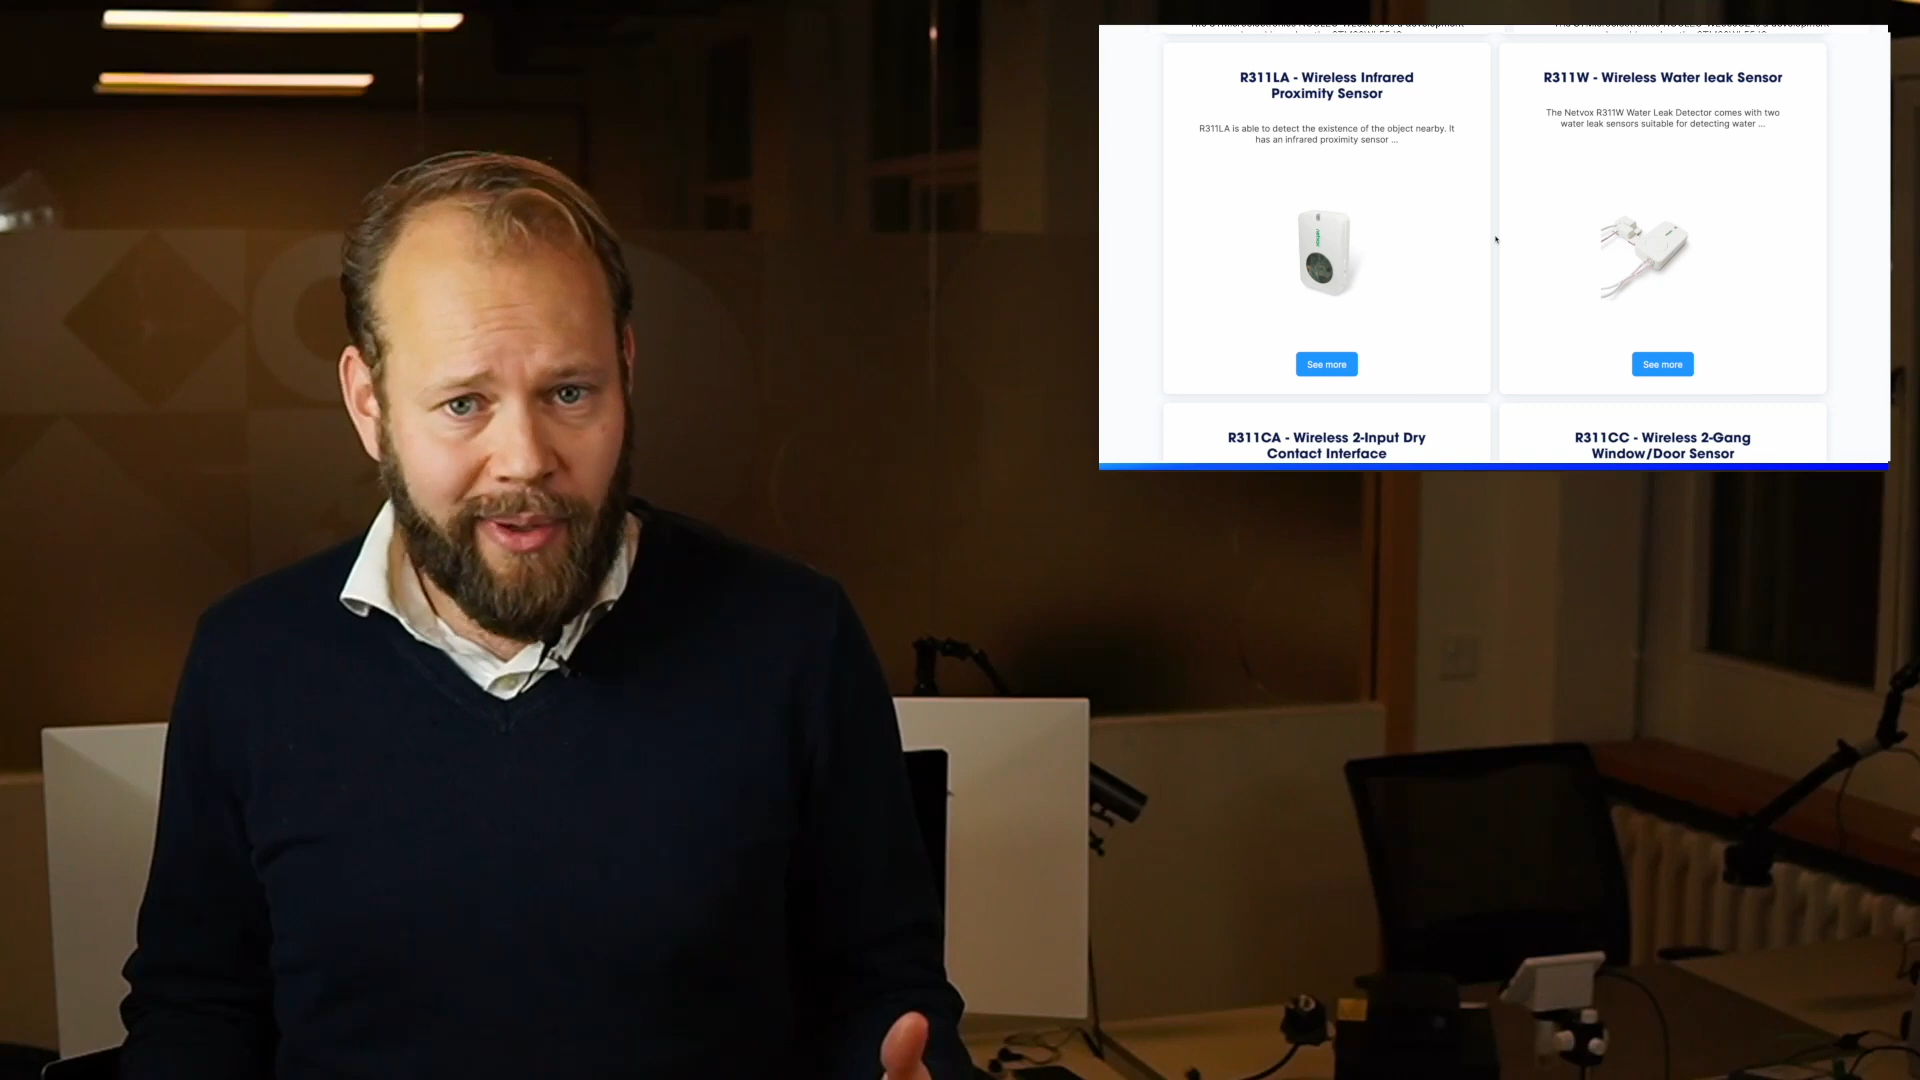 R311LA - Wireless Infrared
Proximity Sensor
R311LA is able to detect the existence of the object nearby. It
has an infrared proximity sensor ...
See more
R311W - Wireless Water leak Sensor
The Netvox R311W Water Leak Detector comes with two
water leak sensors suitable for detecting water ...
See more
R311CA - Wireless 2-Input Dry
Contact Interface
R311CC - Wireless 2-Gang
Window/Door Sensor